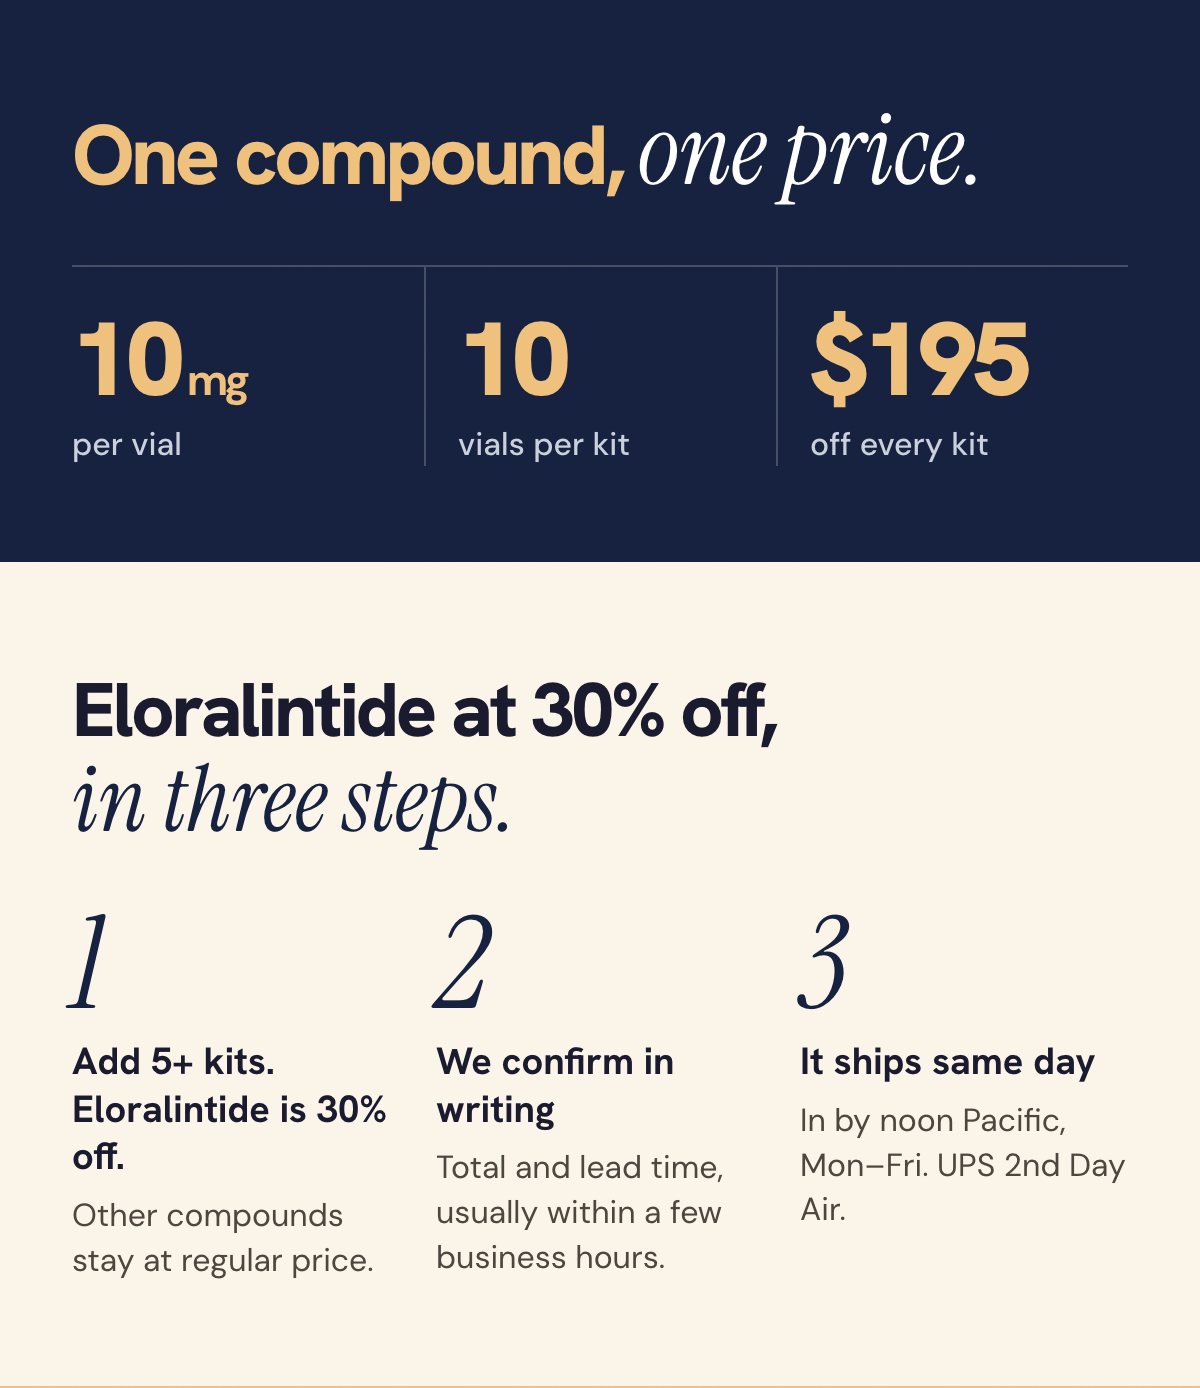 One compound, one price.
10mg
per vial
10
vials per kit
$195
off every kit
Eloralintide at 30% off,
in three steps.
1
Add 5+ kits.
Eloralintide is 30%
off.
Other compounds
stay at regular price.
2
We confirm in
writing
Total and lead time,
usually within a few
business hours.
3
It ships same day
In by noon Pacific,
Mon–Fri. UPS 2nd Day
Air.